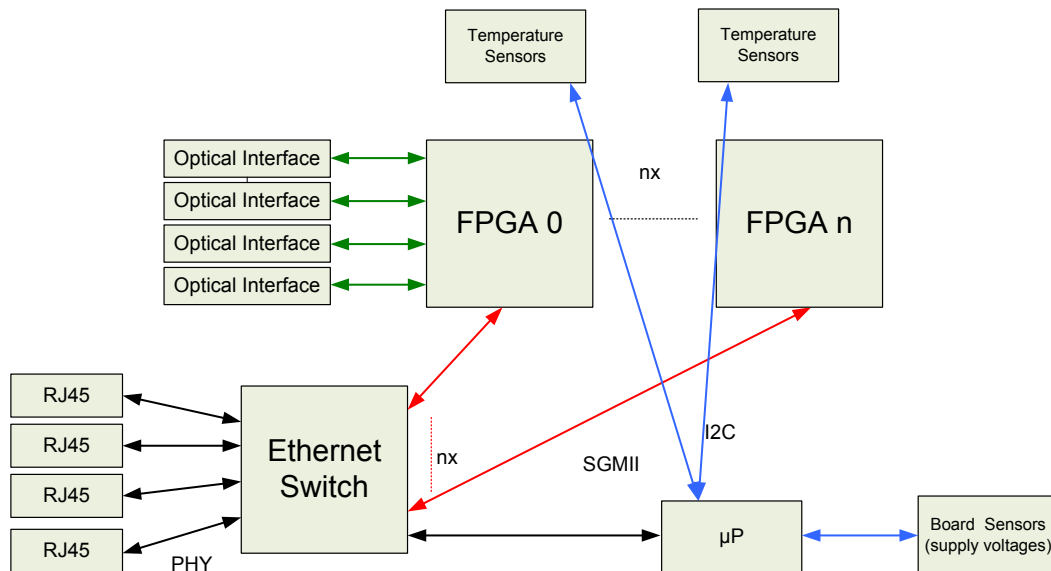 Temperature
Sensors
Temperature
Sensors
Optical Interface
Optical Interface
Optical Interface
Optical Interface
FPGA 0
nx
FPGA n
RJ45
RJ45
RJ45
RJ45
Ethernet
Switch
nx
I2C
SGMII
PHY
µP
Board Sensors
(supply voltages)